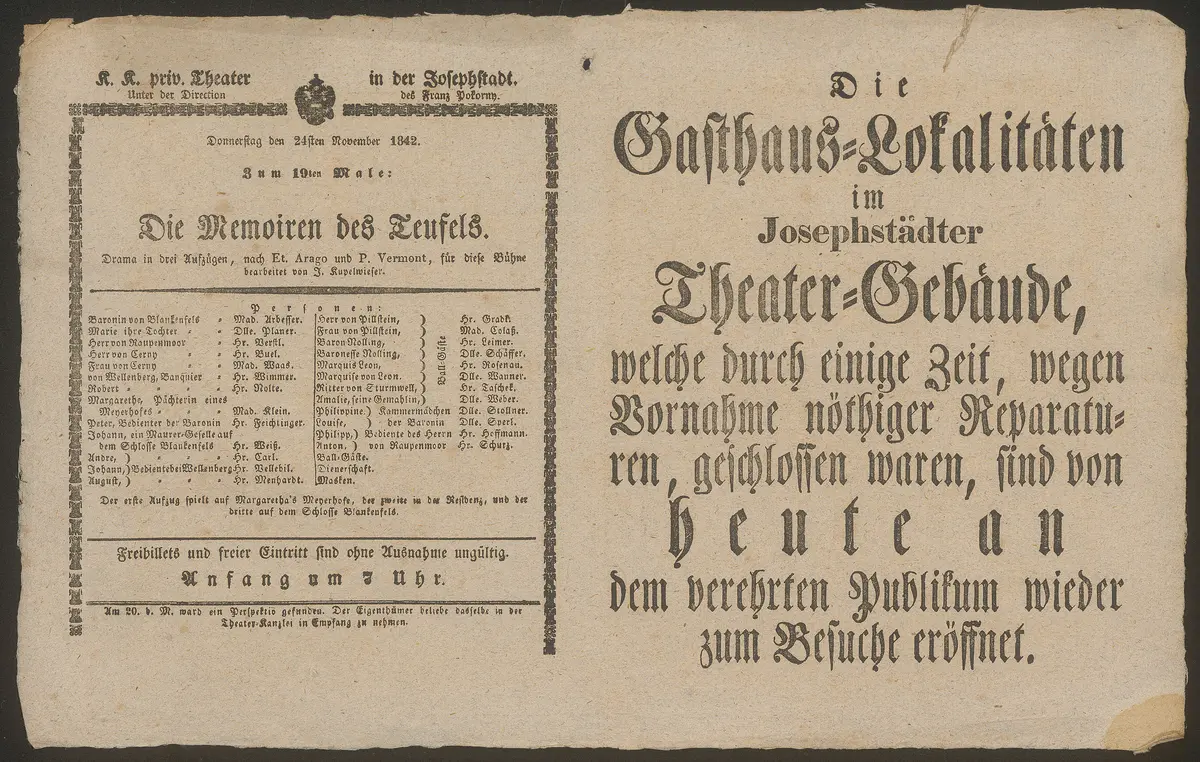 K. K. priv. Theater in der Josephstadt.
Unter der Direction des Franz Pokorny.
Donnerstag den 24sten November 1842.
Zum 19ten Male:
Die Memoiren des Teufels.
Drama in drei Aufzügen, nach Et. Arago und P. Vermont, für diese Bühne
bearbeitet von J. Kupelwieser.
Personen:
Baronin von Blankenfels " Mad. Arbesser.
Marie ihre Tochter " " Dlle. Planer.
Herr von Raupenmoor " Hr. Verstl.
Herr von Cerny " " Hr. Buel.
Frau von Cerny " " Mad. Waas.
von Wellenberg, Banquier " Hr. Wimmer.
Robert " " " " Hr. Nolte.
Margarethe, Pächterin eines
Meyerhofes " " " Mad. Klein.
Peter, Bedienter der Baronin Hr. Feichtinger.
Johann, ein Maurer-Geselle auf
dem Schlosse Blankenfels Hr. Weiß.
Andre, ) " " " Hr. Carl.
Johann, ) Bediente bei Wellenberg Hr. Vellebil.
August, ) " " " Hr. Menhardt.
Herr von Pillstein, ) Hr. Gradt.
Frau von Pillstein, ) Mad. Colaß.
Baron Nolling, ) Hr. Leimer.
Baronesse Nolling, ) Dlle. Schäffer.
Marquis Leon, ) Hr. Rosenau.
Marquise von Leon. ) Dlle. Wanner.
Ritter von Sturmwell, ) Hr. Taschek.
Amalie, seine Gemahlin, ) Dlle. Weber.
Ball-Gäste
Philippine, ) Kammermädchen Dlle. Stollner.
Louise, ) der Baronin Dlle. Sperl.
Philipp, ) Bediente des Herrn Hr. Hoffmann.
Anton, ) von Raupenmoor Hr. Schutz.
Ball-Gäste.
Dienerschaft.
Masken.
Der erste Aufzug spielt auf Margaretha's Meyerhofe, der zweite in der Residenz, und der
dritte auf dem Schlosse Blankenfels.
Freibillets und freier Eintritt sind ohne Ausnahme ungültig.
Anfang um 7 Uhr.
Am 20. d. M. ward ein Perspektiv gefunden. Der Eigenthümer beliebe dasselbe in der
Theater-Kanzlei in Empfang zu nehmen.
Die
Gasthaus-Lokalitäten
im
Josephstädter
Theater-Gebäude,
welche durch einige Zeit, wegen
Vornahme nöthiger Reparatu-
ren, geschlossen waren, sind von
heute an
dem verehrten Publikum wieder
zum Besuche eröffnet.